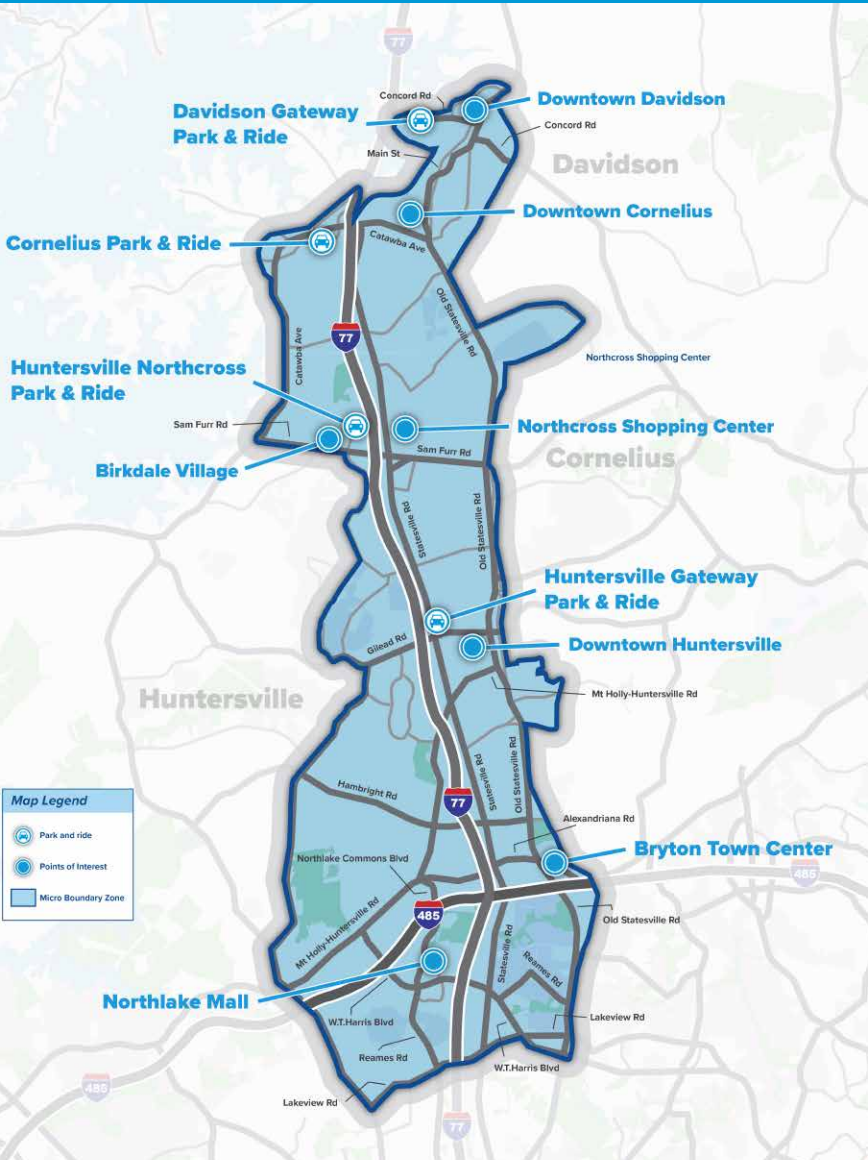 77
Concord Rd
Downtown Davidson
Davidson Gateway
Park & Ride
Concord Rd
Main St
Davidson
Downtown Cornelius
Cornelius Park & Ride
Catawba Ave
Old Statesville Rd
77
Catawba Ave
Northcross Shopping Center
Huntersville Northcross
Park & Ride
Sam Furr Rd
Northcross Shopping Center
Birkdale Village
Sam Furr Rd
Cornelius
Statesville Rd
Old Statesville Rd
Huntersville Gateway
Park & Ride
Gilead Rd
Downtown Huntersville
Huntersville
Mt Holly-Huntersville Rd
Statesville Rd
Old Statesville Rd
Hambright Rd
77
Map Legend
Park and ride
Points of Interest
Micro Boundary Zone
Alexandriana Rd
Bryton Town Center
Northlake Commons Blvd
485
485
Mt Holly-Huntersville Rd
Old Statesville Rd
Statesville Rd
Reames Rd
Northlake Mall
W.T.Harris Blvd
Lakeview Rd
Reames Rd
W.T.Harris Blvd
485
Lakeview Rd
77